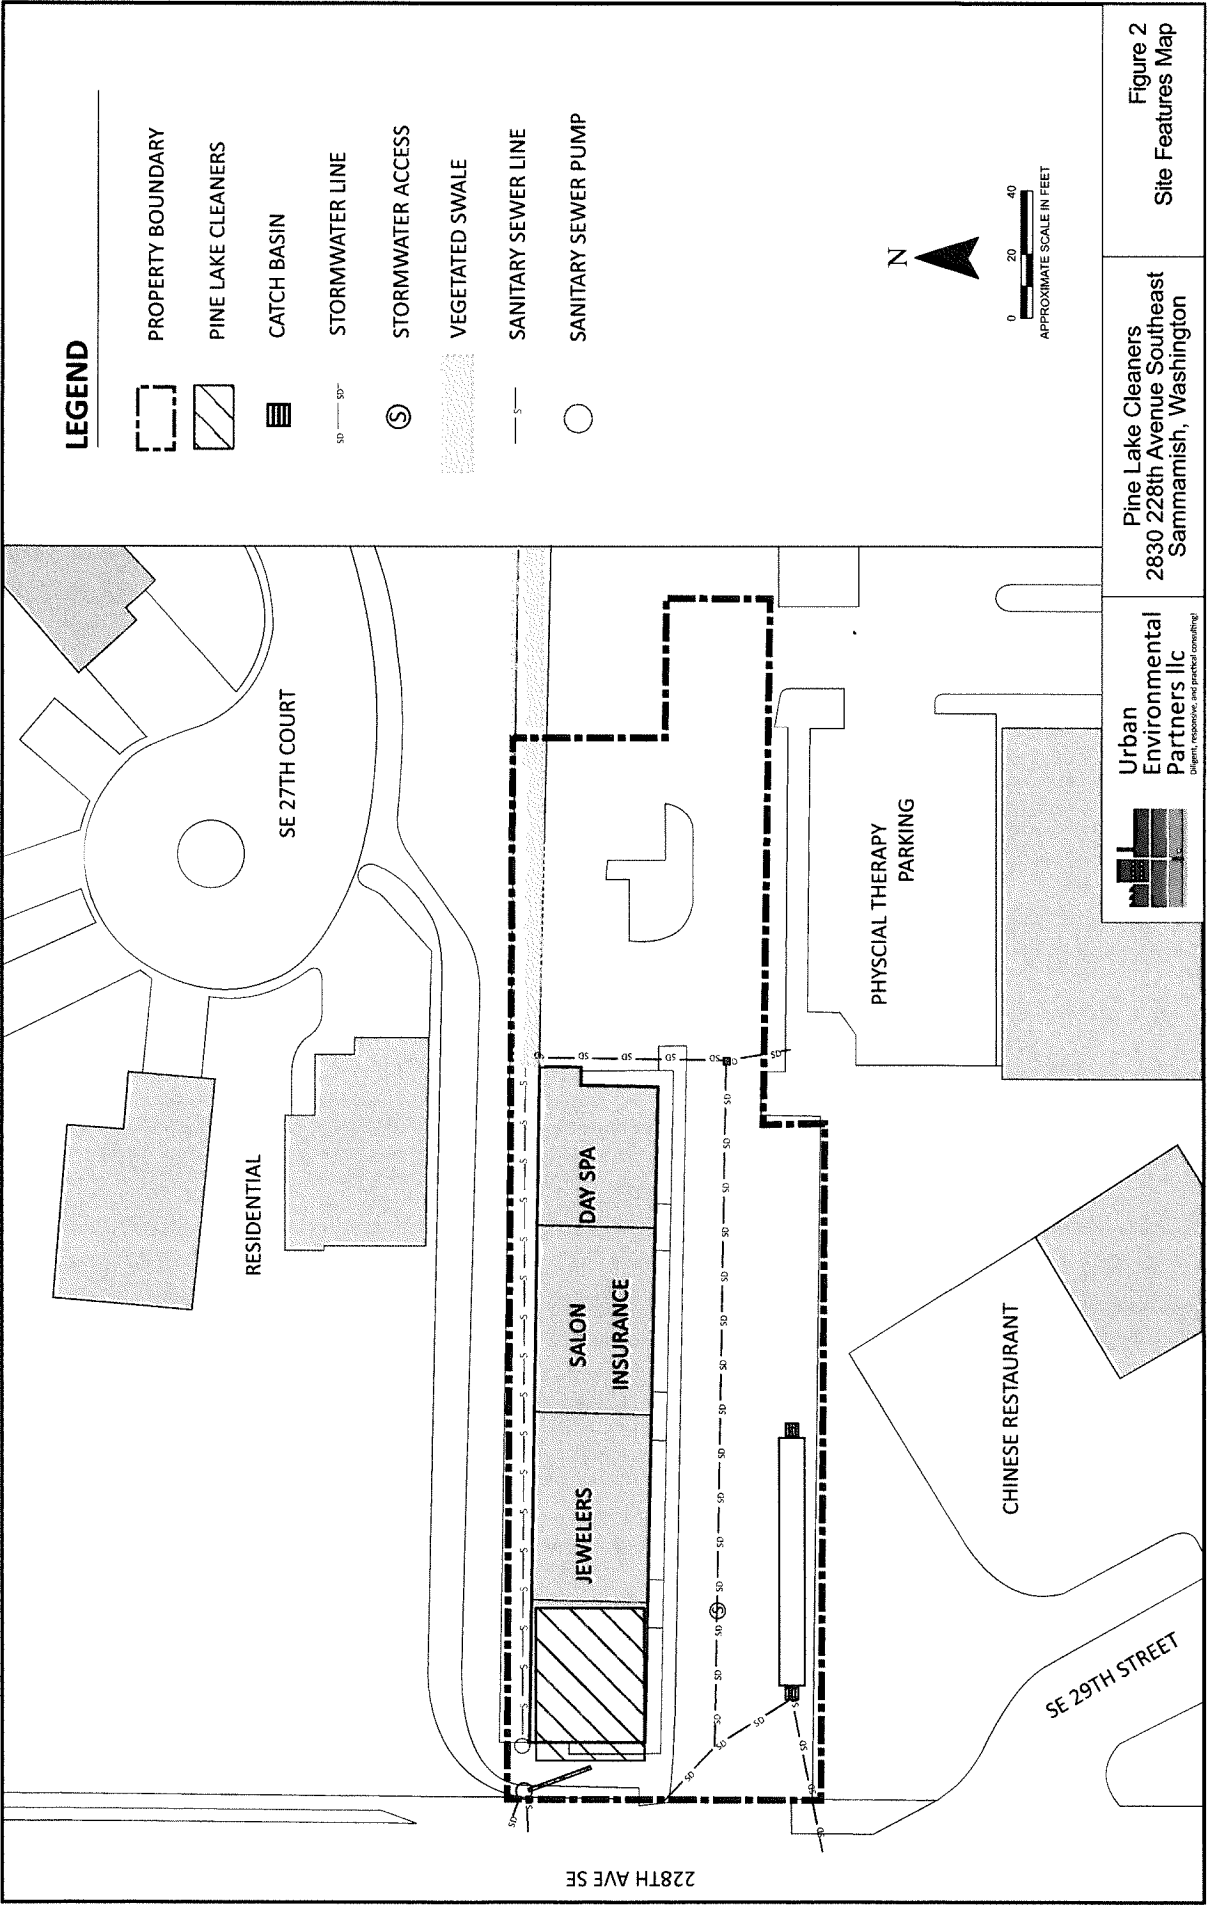 LEGEND
PROPERTY BOUNDARY
PINE LAKE CLEANERS
CATCH BASIN
SD SD
STORMWATER LINE
S
STORMWATER ACCESS
VEGETATED SWALE
S
SANITARY SEWER LINE
SANITARY SEWER PUMP
N
0 20 40
APPROXIMATE SCALE IN FEET
SE 27TH COURT
RESIDENTIAL
JEWELERS
SALON
INSURANCE
DAY SPA
PHYSCIAL THERAPY
PARKING
CHINESE RESTAURANT
SE 29TH STREET
228TH AVE SE
Urban
Environmental
Partners llc
Diligent, responsive, and practical consulting!
Pine Lake Cleaners
2830 228th Avenue Southeast
Sammamish, Washington
Figure 2
Site Features Map